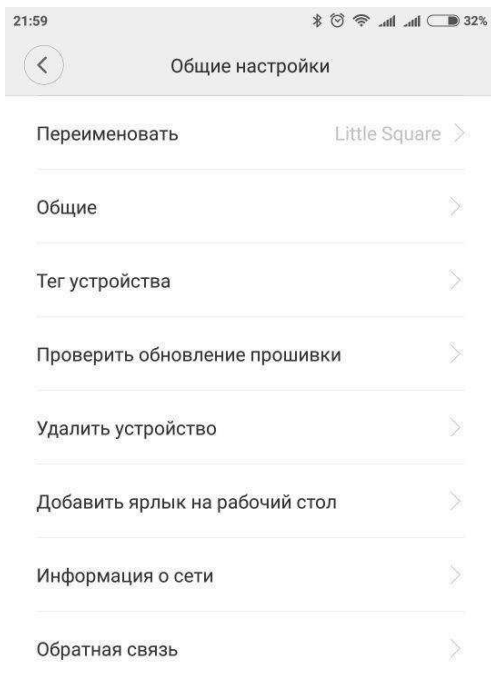 21:59 32%
Общие настройки
Переименовать Little Square
Общие
Тег устройства
Проверить обновление прошивки
Удалить устройство
Добавить ярлык на рабочий стол
Информация о сети
Обратная связь